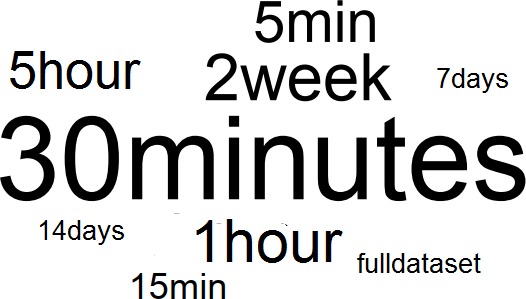 5min
5hour
2week
7days
30minutes
14days
1hour
fulldataset
15min